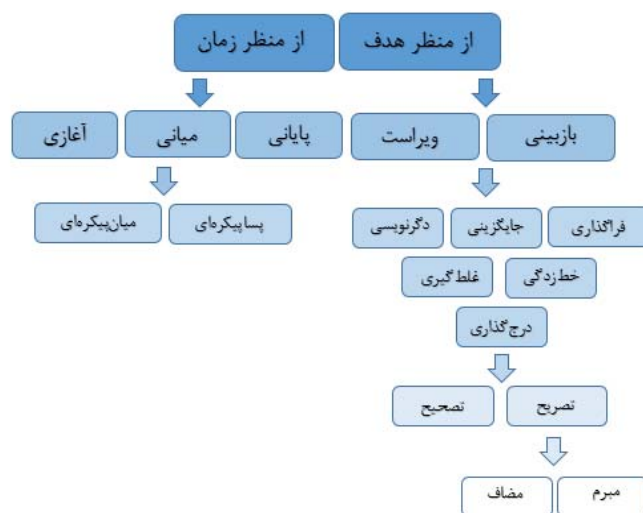 از منظر هدف از منظر زمان
بازبینی ویراست پایانی میانی آغازی
فراگذاری جایگزینی دگرنویسی پساپیکره‌ای میان‌پیکره‌ای
خط‌زدگی غلط‌گیری
درج‌گذاری
تصریح تصحیح
مبرم مضاف